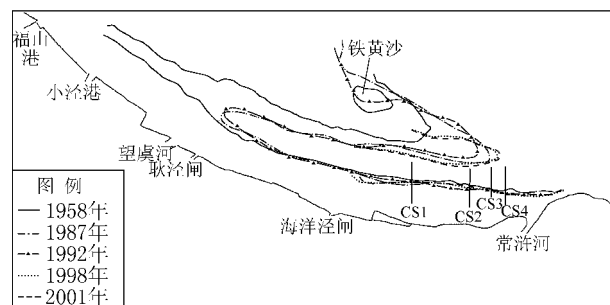 福山
港
小泾港
望虞河
耿泾闸
海洋泾闸
常浒河
铁黄沙
CS1
CS2
CS3
CS4
图 例
1958年
1987年
1992年
1998年
2001年